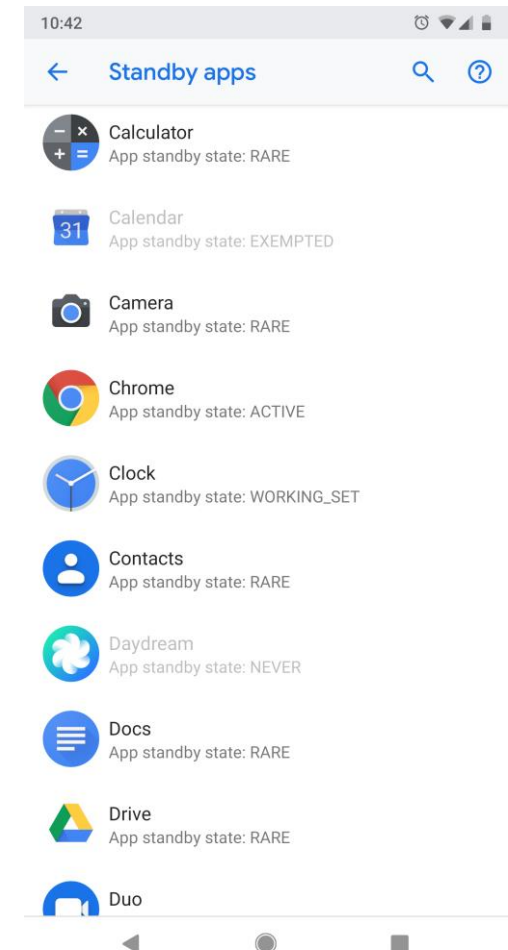 10:42
Standby apps
Calculator
App standby state: RARE
31
Calendar
App standby state: EXEMPTED
Camera
App standby state: RARE
Chrome
App standby state: ACTIVE
Clock
App standby state: WORKING_SET
Contacts
App standby state: RARE
Daydream
App standby state: NEVER
Docs
App standby state: RARE
Drive
App standby state: RARE
Duo